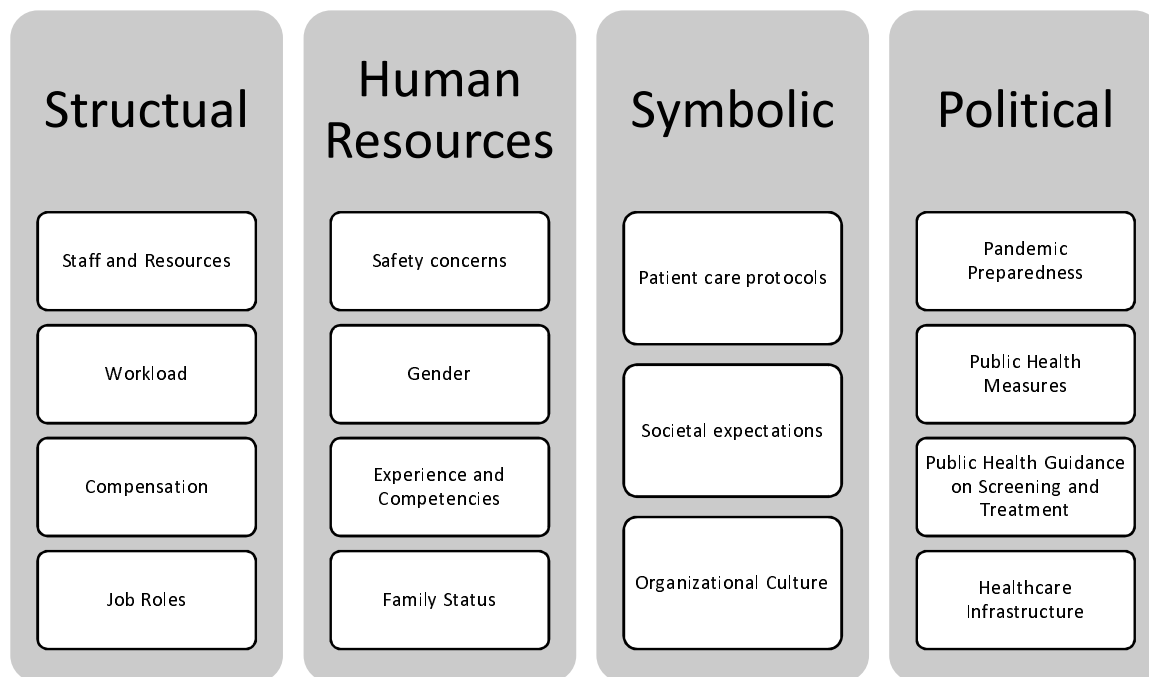 Structual
Staff and Resources
Workload
Compensation
Job Roles
Human
Resources
Safety concerns
Gender
Experience and
Competencies
Family Status
Symbolic
Patient care protocols
Societal expectations
Organizational Culture
Political
Pandemic
Preparedness
Public Health
Measures
Public Health Guidance
on Screening and
Treatment
Healthcare
Infrastructure